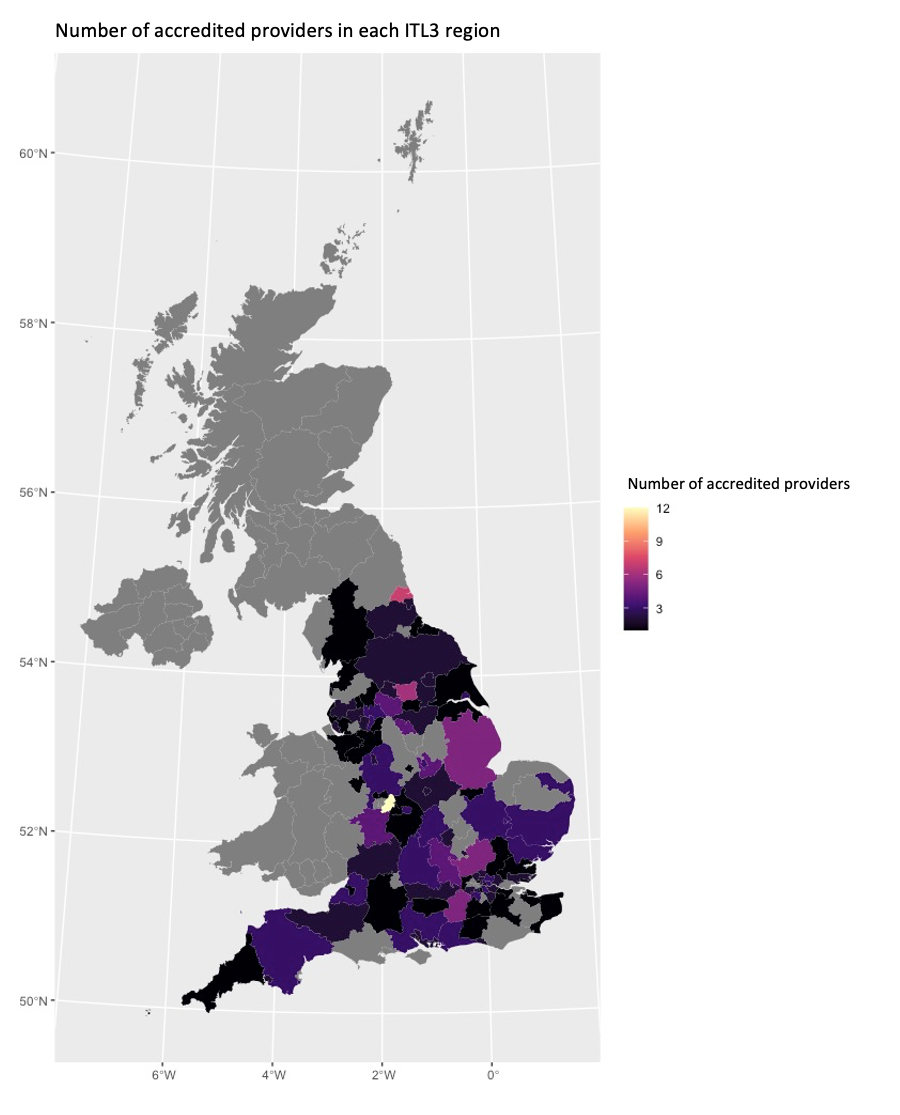 Number of accredited providers in each ITL3 region
60°N
58°N
56°N
54°N
52°N
50°N
6°W
4°W
2°W
0°
Number of accredited providers
12
9
6
3